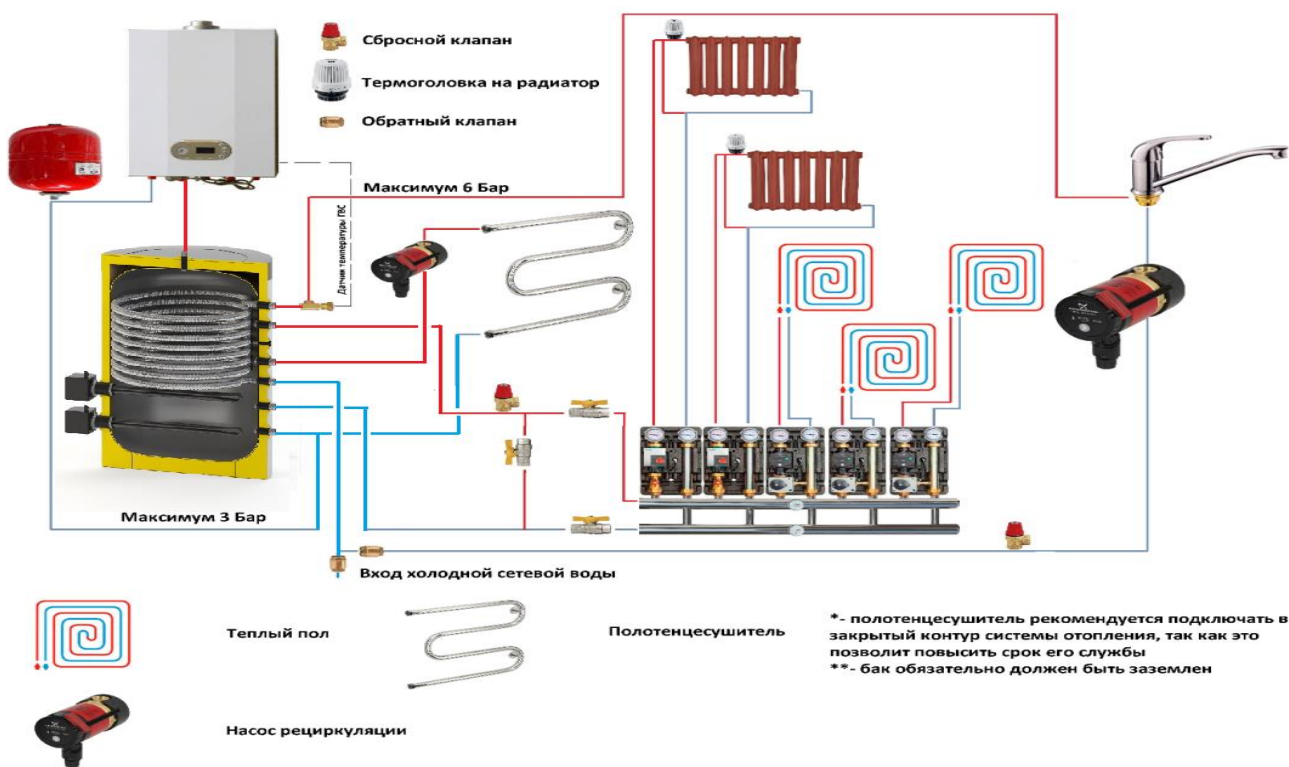 Сбросной клапан
Термоголовка на радиатор
Обратный клапан
Максимум 6 Бар
Датчик температуры ГВС
Максимум 3 Бар
Вход холодной сетевой воды
Теплый пол
Полотенцесушитель
*- полотенцесушитель рекомендуется подключать в
закрытый контур системы отопления, так как это
позволит повысить срок его службы
**- бак обязательно должен быть заземлен
Насос рециркуляции